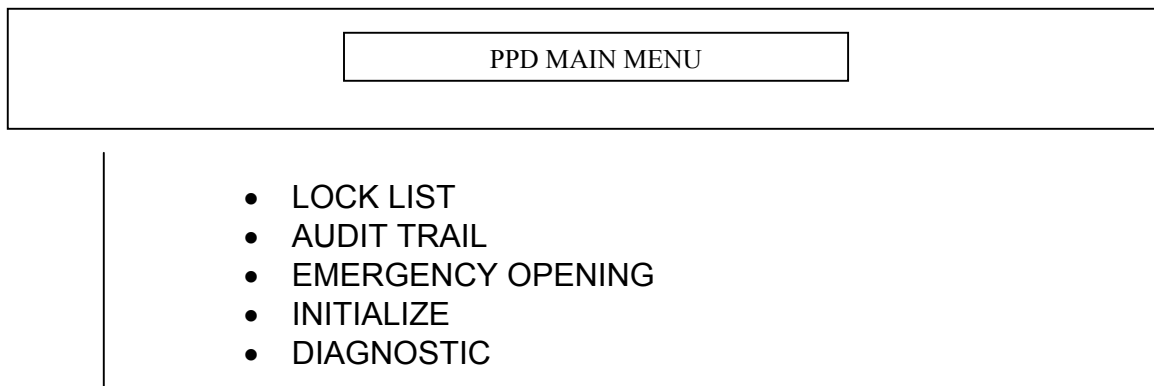 PPD MAIN MENU
• LOCK LIST
• AUDIT TRAIL
• EMERGENCY OPENING
• INITIALIZE
• DIAGNOSTIC